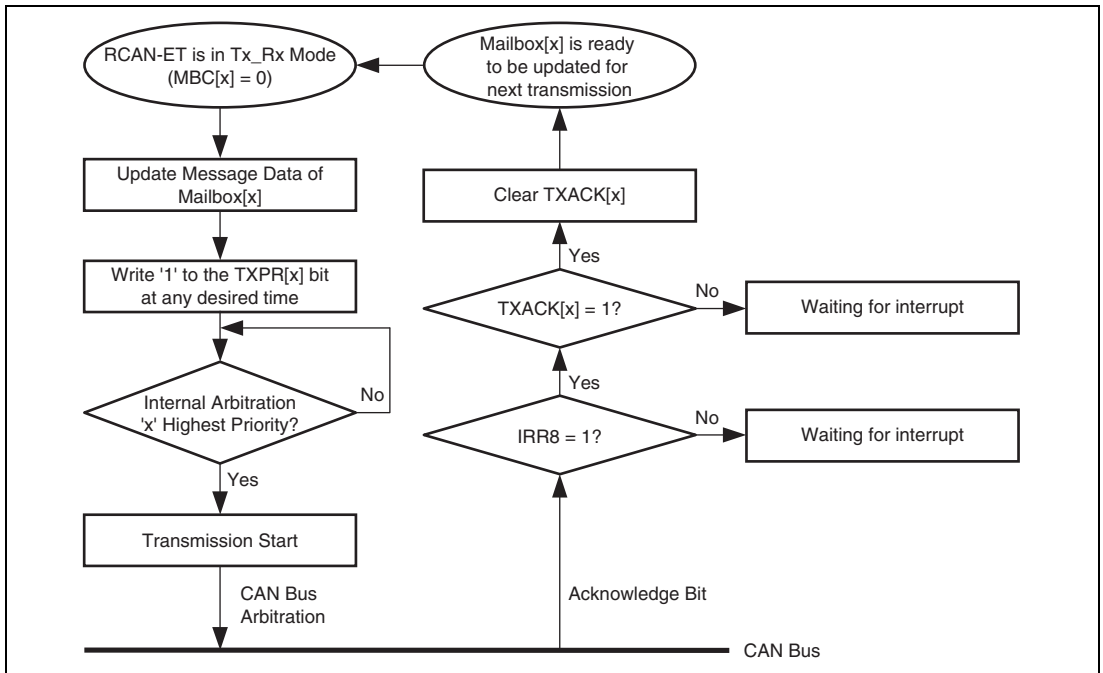 RCAN-ET is in Tx_Rx Mode
(MBC[x] = 0)
Update Message Data of
Mailbox[x]
Write '1' to the TXPR[x] bit
at any desired time
Internal Arbitration
'x' Highest Priority?
No
Yes
Transmission Start
CAN Bus
Arbitration
Mailbox[x] is ready
to be updated for
next transmission
Clear TXACK[x]
Yes
TXACK[x] = 1?
No
Waiting for interrupt
Yes
IRR8 = 1?
No
Waiting for interrupt
Acknowledge Bit
CAN Bus